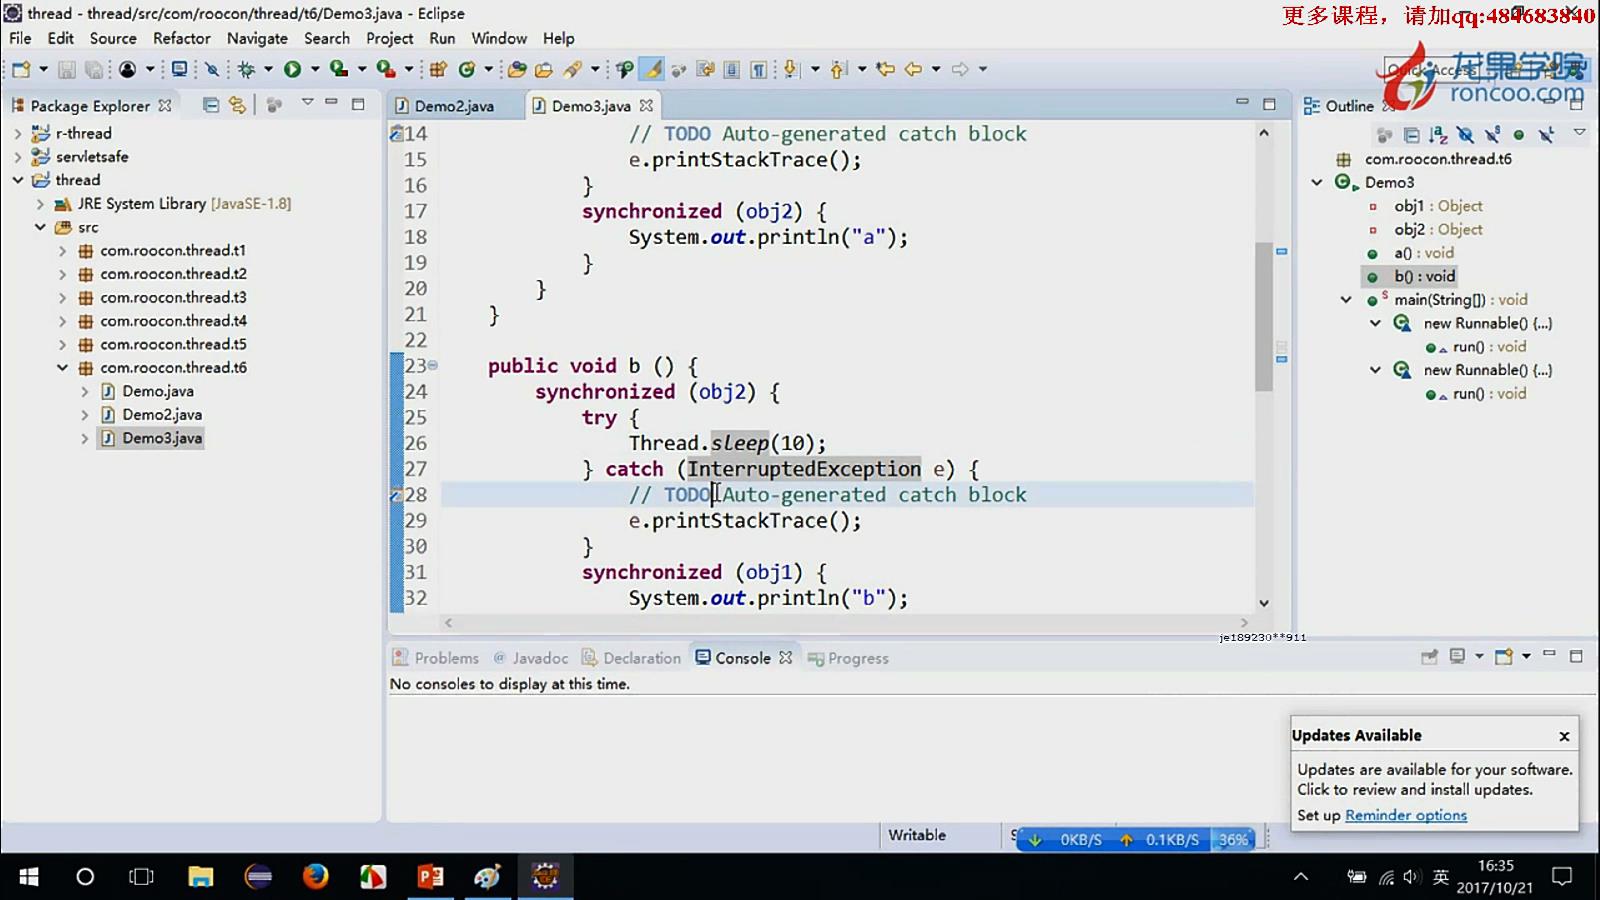 thread - thread/src/com/roocon/thread/t6/Demo3.java - Eclipse
更多课程，请加qq:484683840
File Edit Source Refactor Navigate Search Project Run Window Help
龙果学院
roncoo.com
Quick Access
Package Explorer
Demo2.java
Demo3.java
Outline
r-thread
servletsafe
thread
JRE System Library [JavaSE-1.8]
src
com.roocon.thread.t1
com.roocon.thread.t2
com.roocon.thread.t3
com.roocon.thread.t4
com.roocon.thread.t5
com.roocon.thread.t6
Demo.java
Demo2.java
Demo3.java
14 // TODO Auto-generated catch block
15 e.printStackTrace();
16 }
17 synchronized (obj2) {
18 System.out.println("a");
19 }
20 }
21 }
22
23 public void b () {
24 synchronized (obj2) {
25 try {
26 Thread.sleep(10);
27 } catch (InterruptedException e) {
28 // TODO Auto-generated catch block
29 e.printStackTrace();
30 }
31 synchronized (obj1) {
32 System.out.println("b");
com.roocon.thread.t6
Demo3
obj1 : Object
obj2 : Object
a() : void
b() : void
main(String[]) : void
new Runnable() {...}
run() : void
new Runnable() {...}
run() : void
je189230**911
Problems @ Javadoc Declaration Console Progress
No consoles to display at this time.
Updates Available
Updates are available for your software.
Click to review and install updates.
Set up Reminder options
Writable
0KB/S 0.1KB/S 36%
英
16:35
2017/10/21